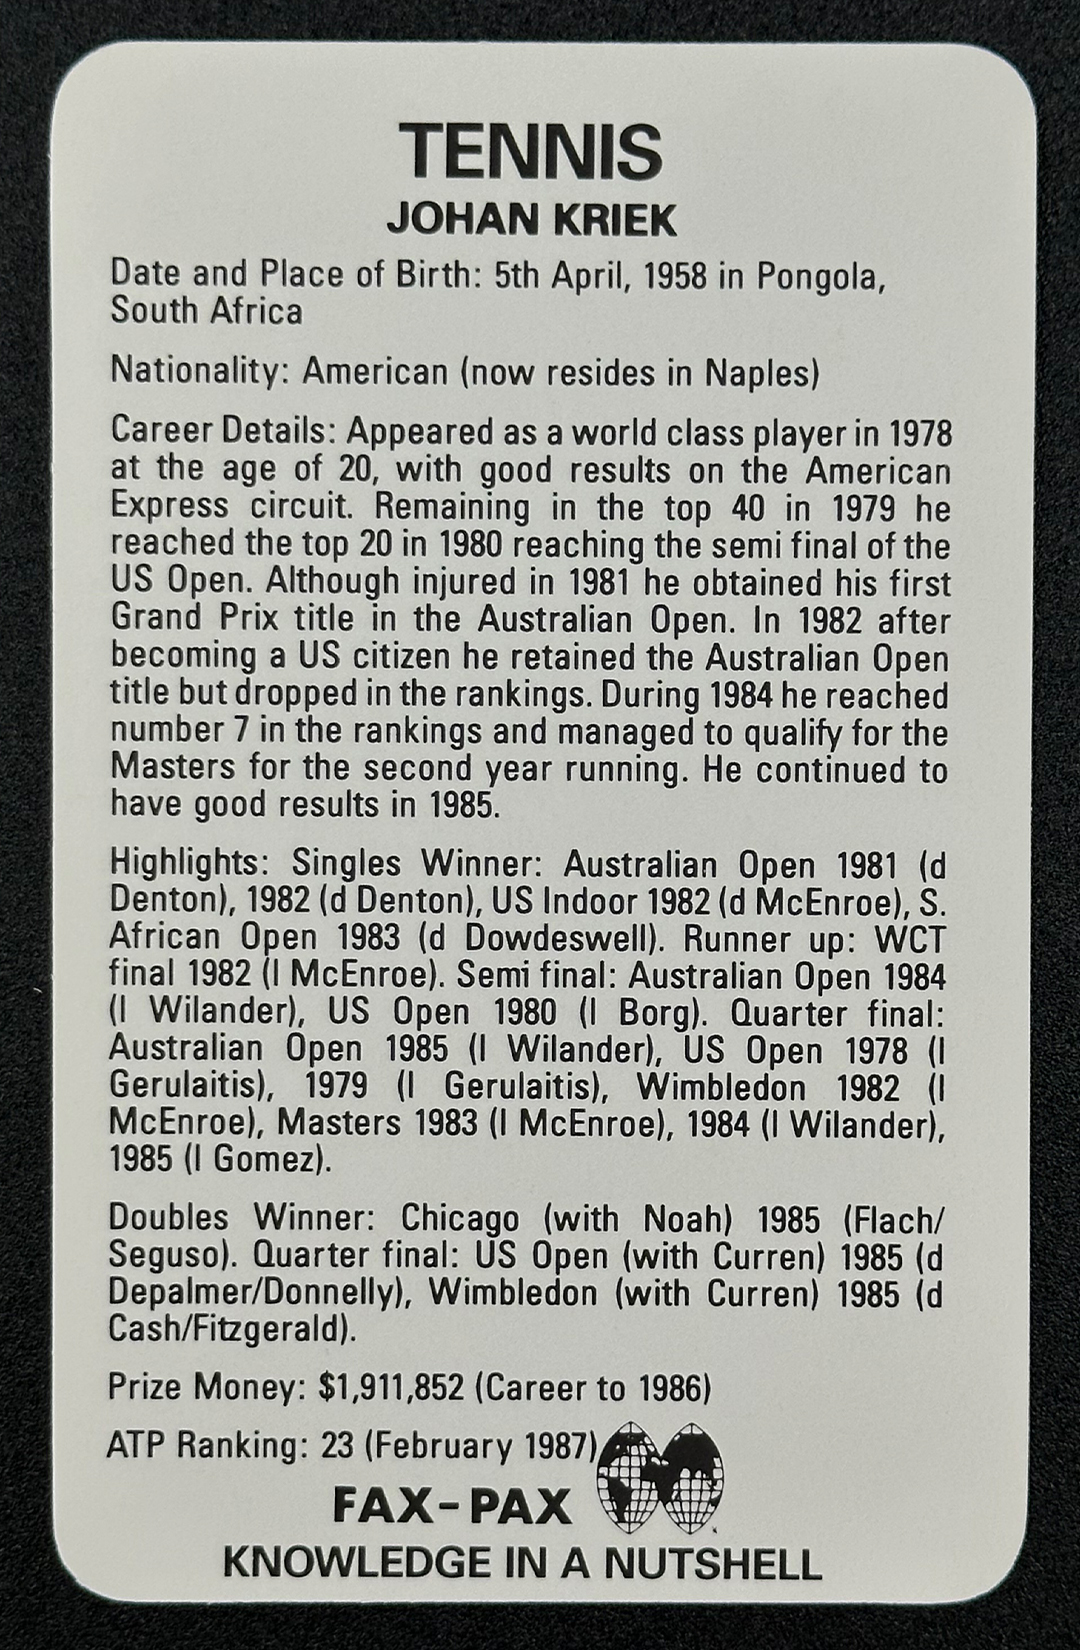 TENNIS
JOHAN KRIEK
Date and Place of Birth: 5th April, 1958 in Pongola,
South Africa
Nationality: American (now resides in Naples)
Career Details: Appeared as a world class player in 1978
at the age of 20, with good results on the American
Express circuit. Remaining in the top 40 in 1979 he
reached the top 20 in 1980 reaching the semi final of the
US Open. Although injured in 1981 he obtained his first
Grand Prix title in the Australian Open. In 1982 after
becoming a US citizen he retained the Australian Open
title but dropped in the rankings. During 1984 he reached
number 7 in the rankings and managed to qualify for the
Masters for the second year running. He continued to
have good results in 1985.
Highlights: Singles Winner: Australian Open 1981 (d
Denton), 1982 (d Denton), US Indoor 1982 (d McEnroe), S.
African Open 1983 (d Dowdeswell). Runner up: WCT
final 1982 (l McEnroe). Semi final: Australian Open 1984
(l Wilander), US Open 1980 (l Borg). Quarter final:
Australian Open 1985 (l Wilander), US Open 1978 (l
Gerulaitis), 1979 (l Gerulaitis), Wimbledon 1982 (l
McEnroe), Masters 1983 (l McEnroe), 1984 (l Wilander),
1985 (l Gomez).
Doubles Winner: Chicago (with Noah) 1985 (Flach/
Seguso). Quarter final: US Open (with Curren) 1985 (d
Depalmer/Donnelly), Wimbledon (with Curren) 1985 (d
Cash/Fitzgerald).
Prize Money: $1,911,852 (Career to 1986)
ATP Ranking: 23 (February 1987)
FAX-PAX
KNOWLEDGE IN A NUTSHELL